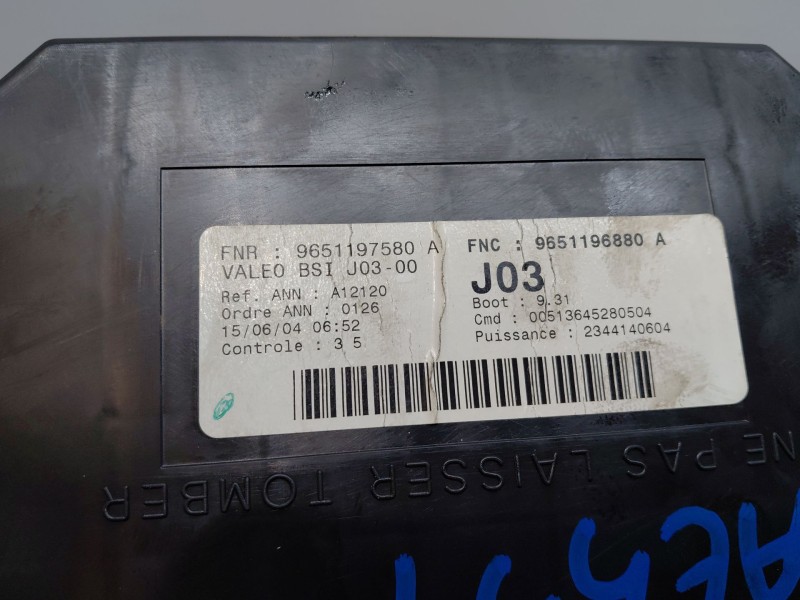 FNR : 9651197580 A FNC : 9651196880 A
VALEO BSI J03-00
J03
Ref. ANN : A12120
Ordre ANN : 0126
15/06/04 06:52
Controle : 3 5
Boot : 9.31
Cmd : 00513645280504
Puissance : 2344140604
NE PAS LAISSER TOMBER